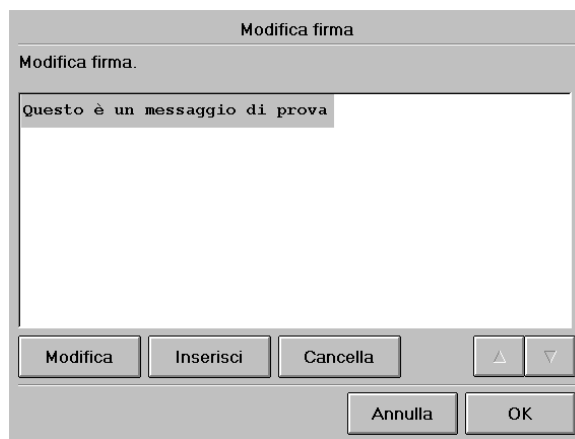 Modifica firma
Modifica firma.
Questo è un messaggio di prova
Modifica Inserisci Cancella
Annulla OK